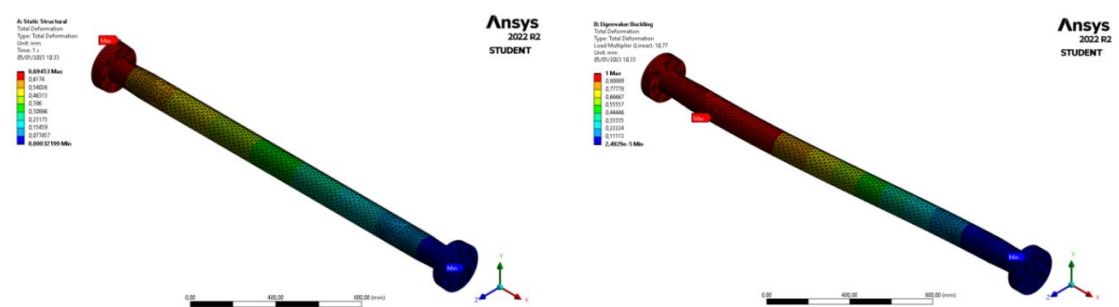 A: Static Structural
Total Deformation
Type: Total Deformation
Unit: mm
Time: 1 s
05/01/2023 18:33
0,69453 Max
0,6174
0,54026
0,46313
0,386
0,30886
0,23173
0,15459
0,077457
0,00032199 Min
Max
Min
Ansys
2022 R2
STUDENT
0,00
400,00
800,00 (mm)
Y
Z
X
B: Eigenvalue Buckling
Total Deformation
Type: Total Deformation
Load Multiplier (Linear): 18,77
Unit: mm
05/01/2023 18:33
1 Max
0,88889
0,77778
0,66667
0,55557
0,44446
0,33335
0,22224
0,11113
2,4929e-5 Min
Max
Min
Ansys
2022 R2
STUDENT
0,00
400,00
800,00 (mm)
Y
Z
X